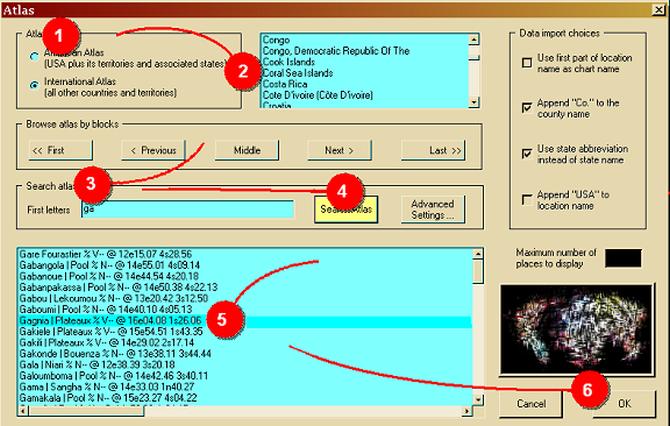 Atlas
1
American Atlas
(USA plus its territories and associated states)
International Atlas
(all other countries and territories)
2
Congo
Congo, Democratic Republic Of The
Cook Islands
Coral Sea Islands
Costa Rica
Cote D'ivoire (Côte D'ivoire)
Croatia
Data import choices
Use first part of location
name as chart name
Append "Co." to the
county name
Use state abbreviation
instead of state name
Append "USA" to
location name
Browse atlas by blocks
<< First
< Previous
Middle
Next >
Last >>
3
Search atlas
4
First letters
ga
Search Atlas
Advanced
Settings ...
Gare Fourastier % V-- @ 12e15.07 4s28.56
Gabangola | Pool % N-- @ 14e55.01 4s09.14
Gabanoue | Pool % N-- @ 14e44.54 4s20.18
Gabanpakassa | Pool % N-- @ 14e50.38 4s22.13
Gabou | Lekoumou % N-- @ 13e20.42 3s12.50
Gaboumi | Pool % N-- @ 14e40.10 4s05.13
Gagnia | Plateaux % V-- @ 16e04.08 1s26.06
Gakiele | Plateaux % V-- @ 15e54.51 1s43.35
Gakili | Pool % N-- @ 14e29.02 2s17.14
Gakonde | Bouenza % N-- @ 13e38.11 3s44.44
Gala | Niari % N-- @ 12e38.39 3s20.18
Galoumboma | Pool % N-- @ 14e42.46 4s30.11
Gama | Sangha % N-- @ 14e33.03 1n40.27
Gamakala | Pool % N-- @ 15e23.27 4s04.22
5
Maximum number of
places to display
6
Cancel
OK